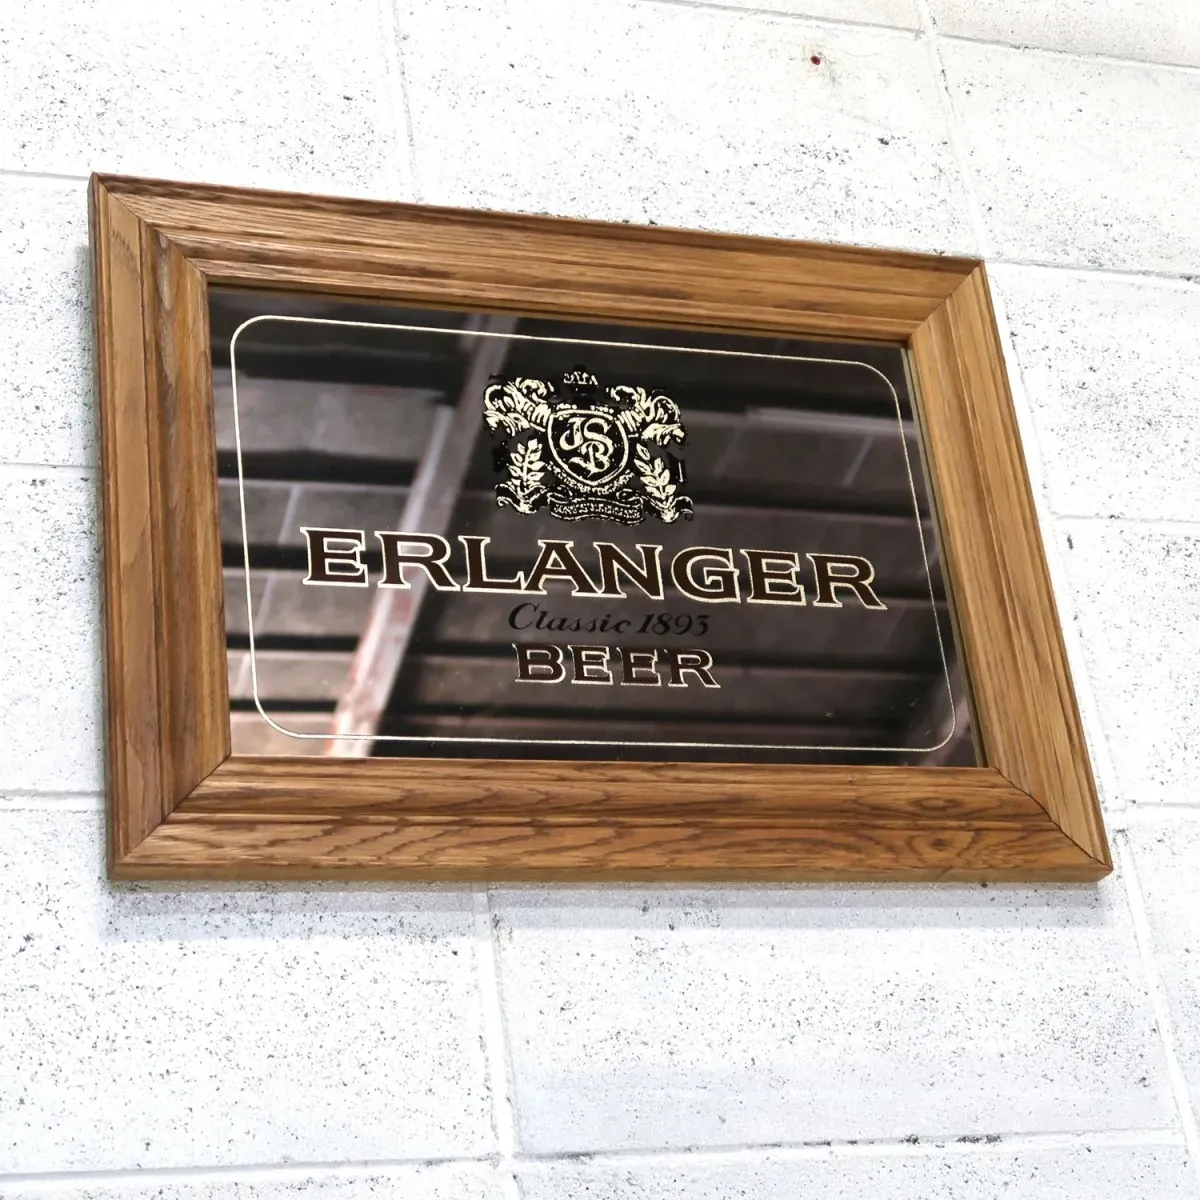 JSB
ERLANGER
Classic 1893
BEER